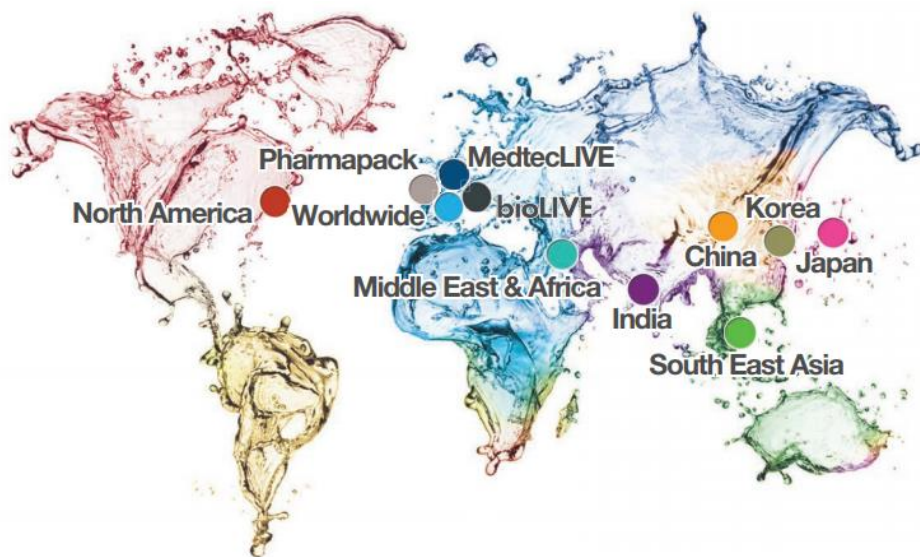 Pharmapack
MedtecLIVE
North America
Worldwide
bioLIVE
Korea
China
Japan
Middle East & Africa
India
South East Asia